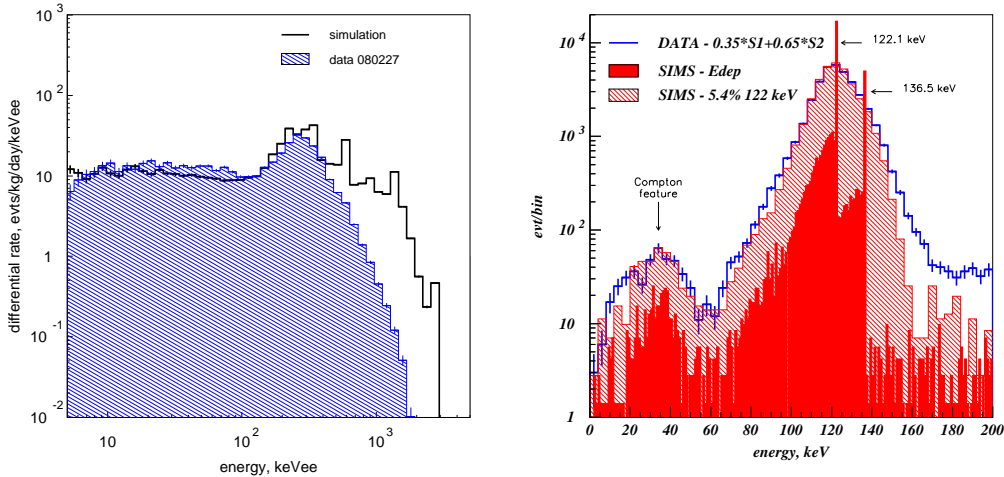 simulation
data 080227
differential rate, evts/kg/day/keVee
10^3
10^2
10
1
10^-1
10^-2
10
10^2
10^3
energy, keVee
DATA - 0.35*S1+0.65*S2
SIMS - Edep
SIMS - 5.4% 122 keV
122.1 keV
136.5 keV
Compton
feature
evt/bin
10^4
10^3
10^2
10
1
0
20
40
60
80
100
120
140
160
180
200
energy, keV